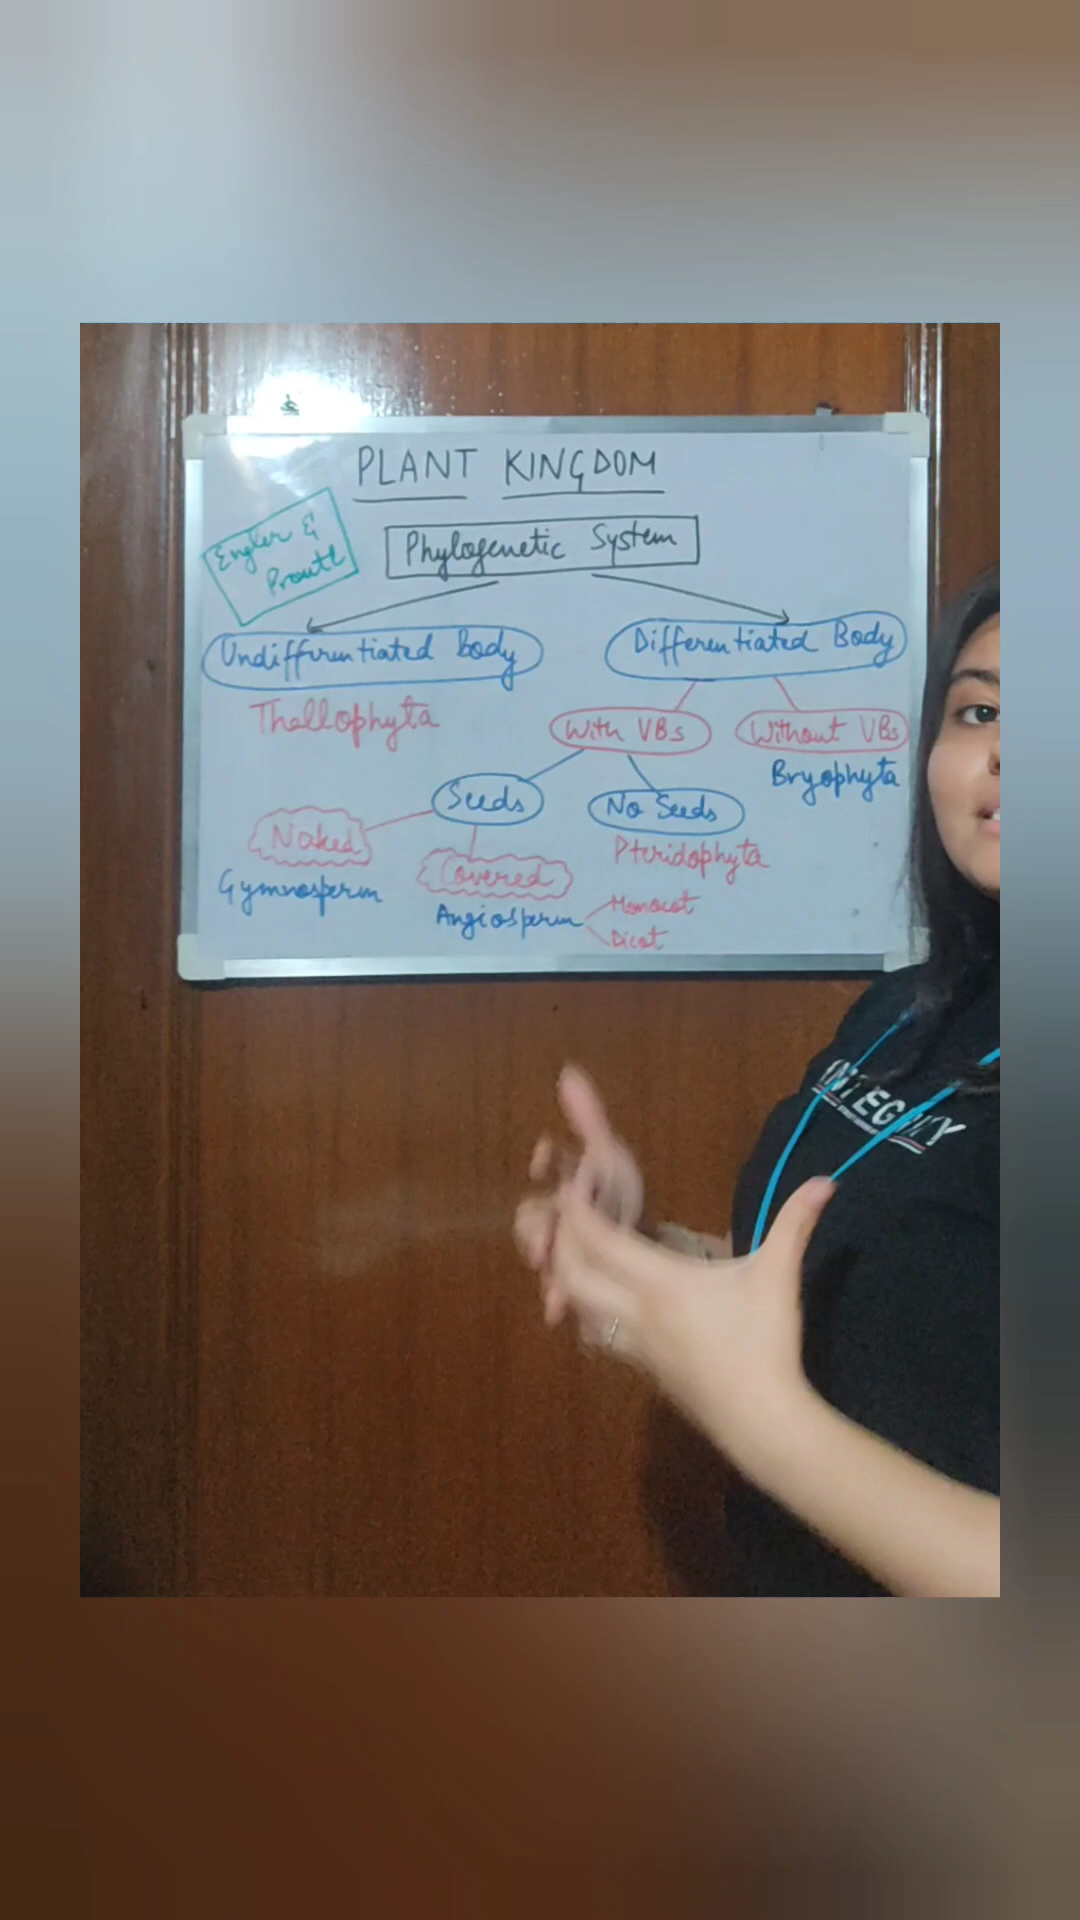 PLANT KINGDOM
Engler &
Prantl
Phylogenetic System
Undifferentiated Body
Differentiated Body
Thallophyta
With VBs
Without VBs
Bryophyta
Seeds
No Seeds
Naked
Pteridophyta
Covered
Gymnosperm
Angiosperm
Monocot
Dicot
INTEGRITY